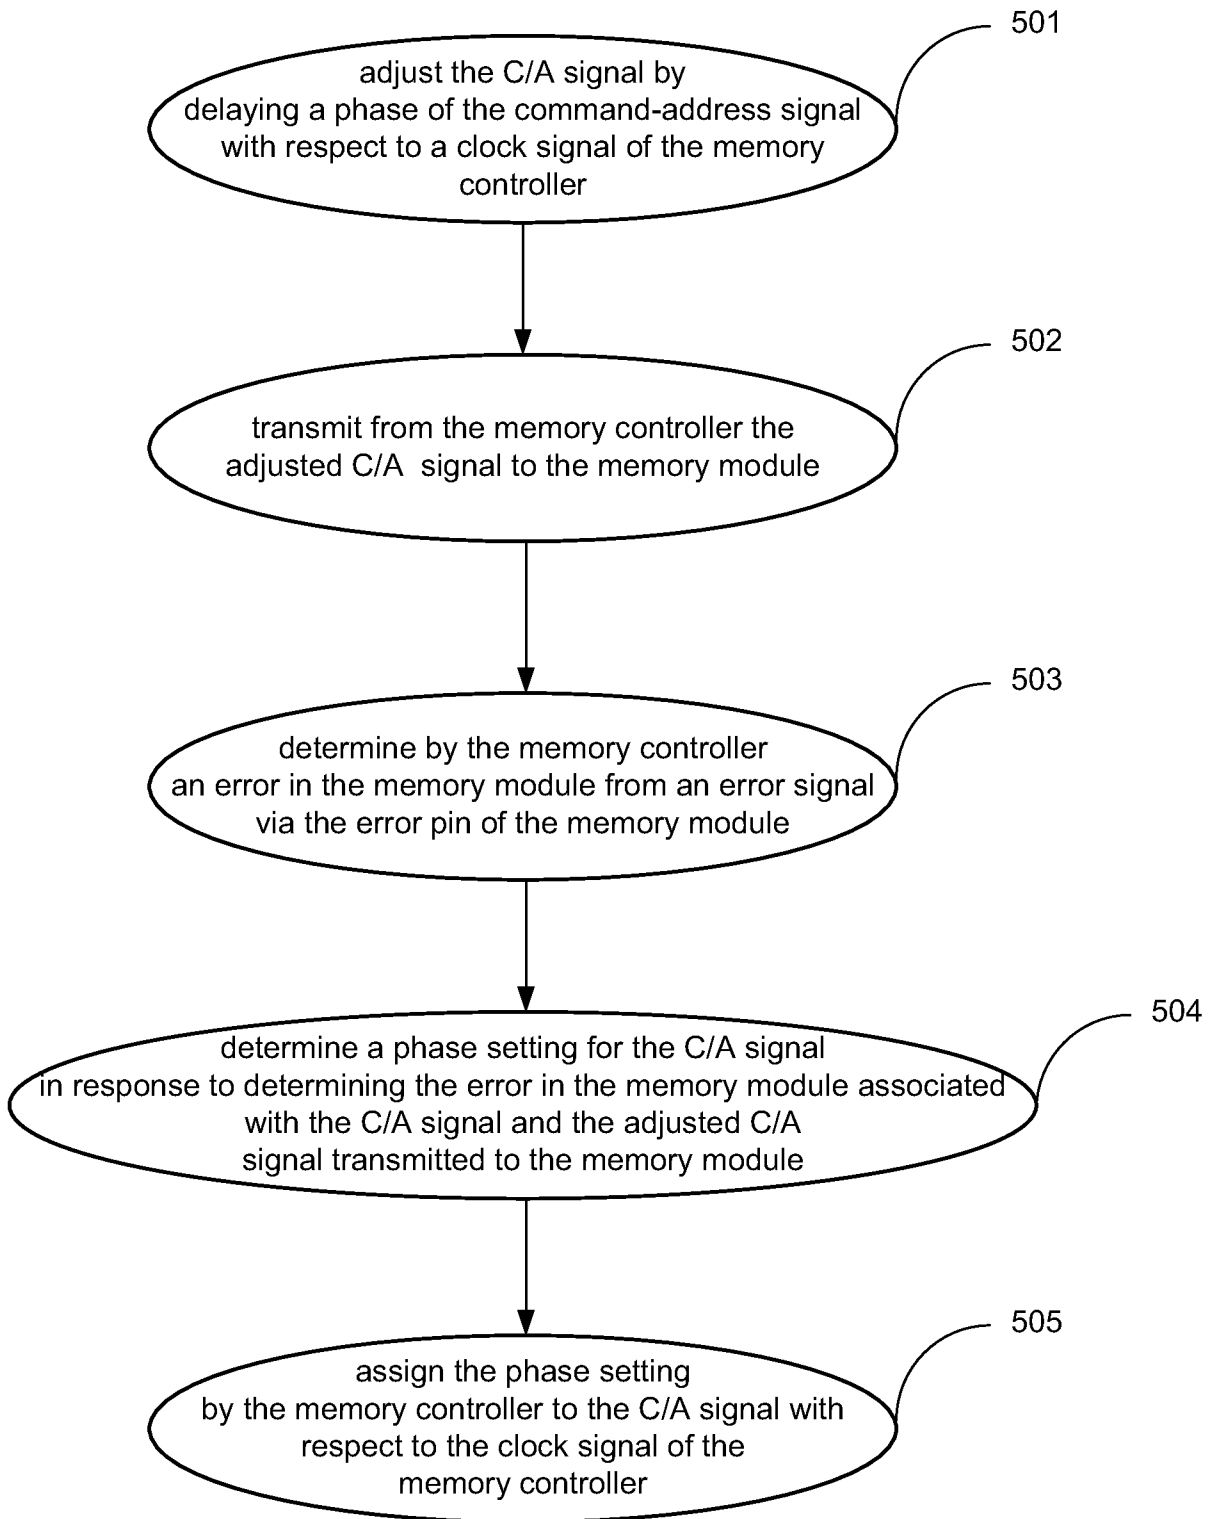 501
adjust the C/A signal by
delaying a phase of the command-address signal
with respect to a clock signal of the memory
controller
502
transmit from the memory controller the
adjusted C/A signal to the memory module
503
determine by the memory controller
an error in the memory module from an error signal
via the error pin of the memory module
504
determine a phase setting for the C/A signal
in response to determining the error in the memory module associated
with the C/A signal and the adjusted C/A
signal transmitted to the memory module
505
assign the phase setting
by the memory controller to the C/A signal with
respect to the clock signal of the
memory controller